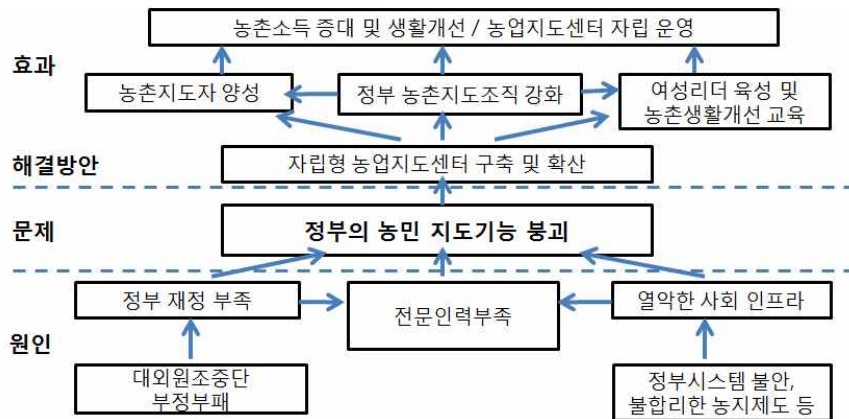 농촌소득 증대 및 생활개선 / 농업지도센터 자립 운영
효과
농촌지도자 양성
정부 농촌지도조직 강화
여성리더 육성 및
농촌생활개선 교육
해결방안
자립형 농업지도센터 구축 및 확산
문제
정부의 농민 지도기능 붕괴
정부 재정 부족
전문인력부족
열악한 사회 인프라
원인
대외원조중단
부정부패
정부시스템 불안,
불합리한 농지제도 등